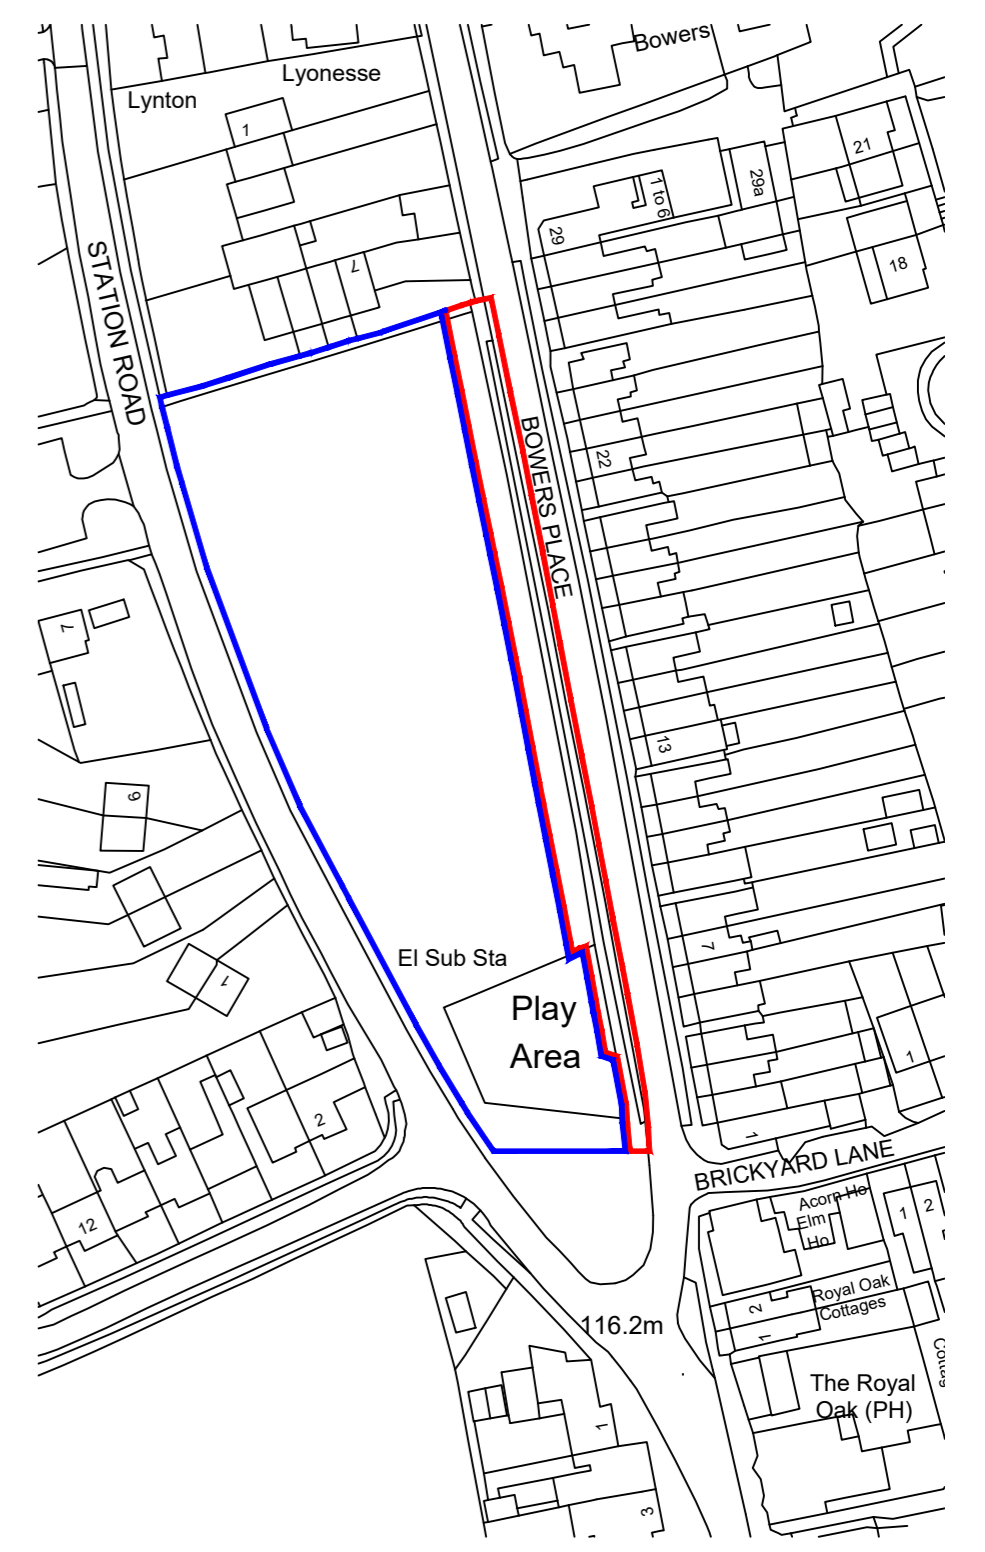 Bowers
Lyonesse
Lynton
1
21
1 to 6
29a
29
7
18
STATION ROAD
BOWERS PLACE
22
7
13
9
7
El Sub Sta
1
Play
Area
1
2
1
BRICKYARD LANE
12
Acorn Ho
Elm
Ho
1
2
Royal Oak
Cottages
2
1
116.2m
The Royal
Oak (PH)
1
3